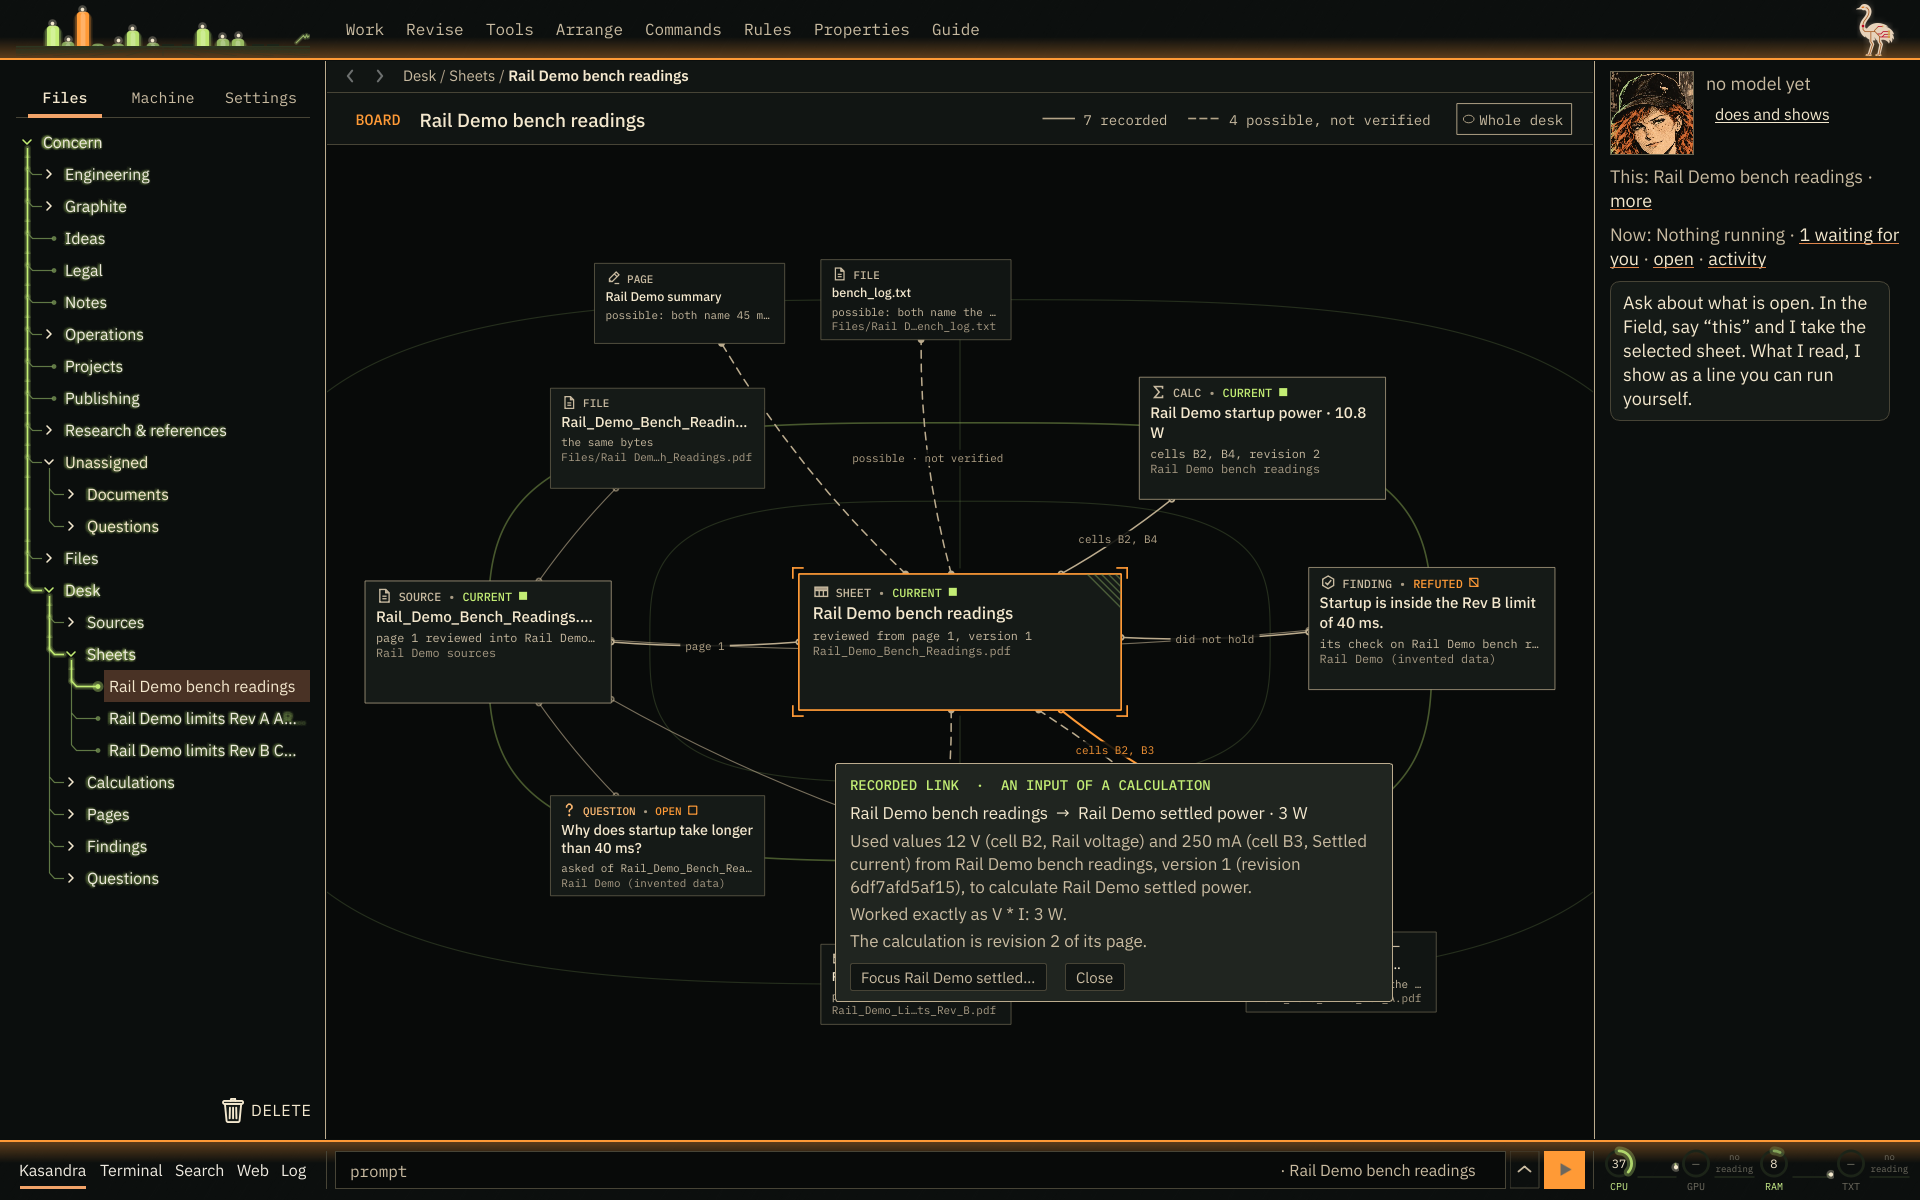 Work Revise Tools Arrange Commands Rules Properties Guide
Files Machine Settings
Concern
Engineering
Graphite
Ideas
Legal
Notes
Operations
Projects
Publishing
Research & references
Unassigned
Documents
Questions
Files
Desk
Sources
Sheets
Rail Demo bench readings
Rail Demo limits Rev A A...
Rail Demo limits Rev B C...
Calculations
Pages
Findings
Questions
DELETE
Desk / Sheets / Rail Demo bench readings
BOARD Rail Demo bench readings
7 recorded 4 possible, not verified Whole desk
PAGE
Rail Demo summary
possible: both name 45 m…
FILE
bench_log.txt
possible: both name the …
Files/Rail D…ench_log.txt
FILE
Rail_Demo_Bench_Readin...
the same bytes
Files/Rail Dem…h_Readings.pdf
possible · not verified
CALC • CURRENT
Rail Demo startup power · 10.8
W
cells B2, B4, revision 2
Rail Demo bench readings
cells B2, B4
SOURCE • CURRENT
Rail_Demo_Bench_Readings....
page 1 reviewed into Rail Demo…
Rail Demo sources
page 1
SHEET • CURRENT
Rail Demo bench readings
reviewed from page 1, version 1
Rail_Demo_Bench_Readings.pdf
did not hold
FINDING • REFUTED
Startup is inside the Rev B limit
of 40 ms.
its check on Rail Demo bench r…
Rail Demo (invented data)
cells B2, B3
QUESTION • OPEN
Why does startup take longer
than 40 ms?
asked of Rail_Demo_Bench_Rea…
Rail Demo (invented data)
RECORDED LINK · AN INPUT OF A CALCULATION
Rail Demo bench readings → Rail Demo settled power · 3 W
Used values 12 V (cell B2, Rail voltage) and 250 mA (cell B3, Settled
current) from Rail Demo bench readings, version 1 (revision
6df7afd5af15), to calculate Rail Demo settled power.
Worked exactly as V * I: 3 W.
The calculation is revision 2 of its page.
Focus Rail Demo settled... Close
the …
.pdf
Rail_Demo_Li…ts_Rev_B.pdf
no model yet
does and shows
This: Rail Demo bench readings ·
more
Now: Nothing running · 1 waiting for
you · open · activity
Ask about what is open. In the
Field, say “this” and I take the
selected sheet. What I read, I
show as a line you can run
yourself.
Kasandra Terminal Search Web Log
prompt · Rail Demo bench readings
37 CPU
– GPU no reading
8 RAM
– TXT no reading